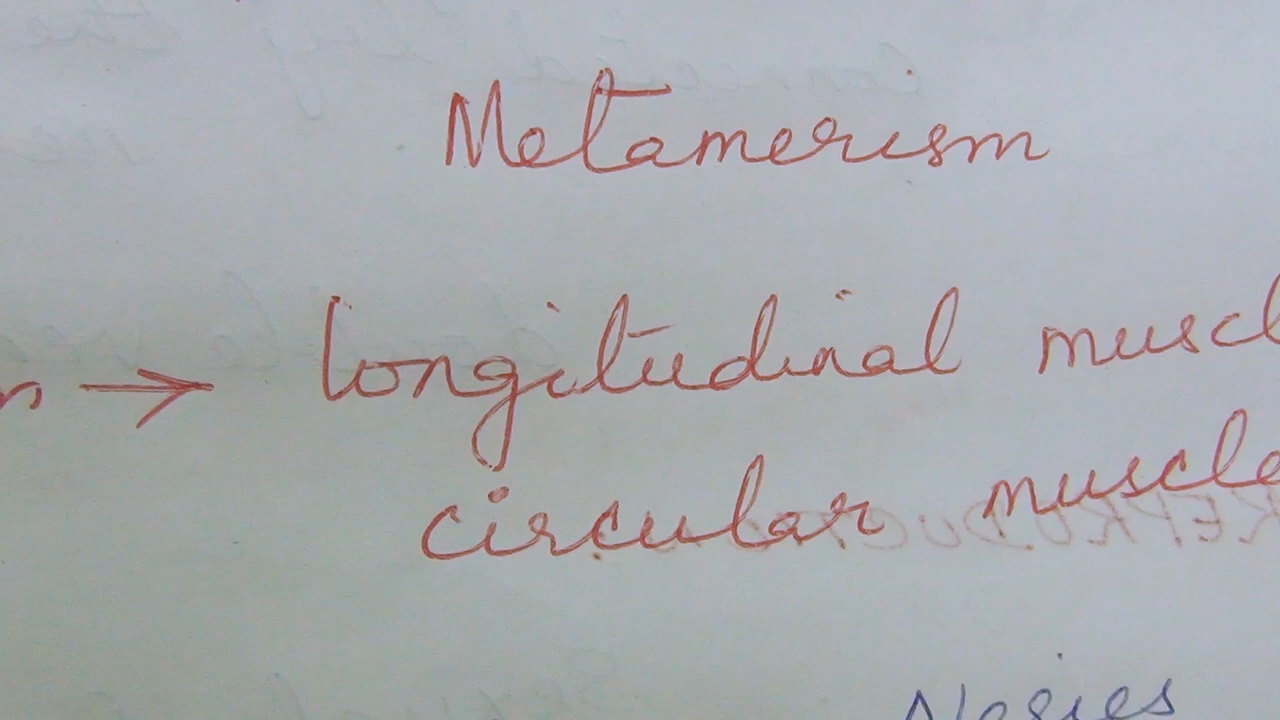 Metamerism
→ longitudinal muscl
circular muscle